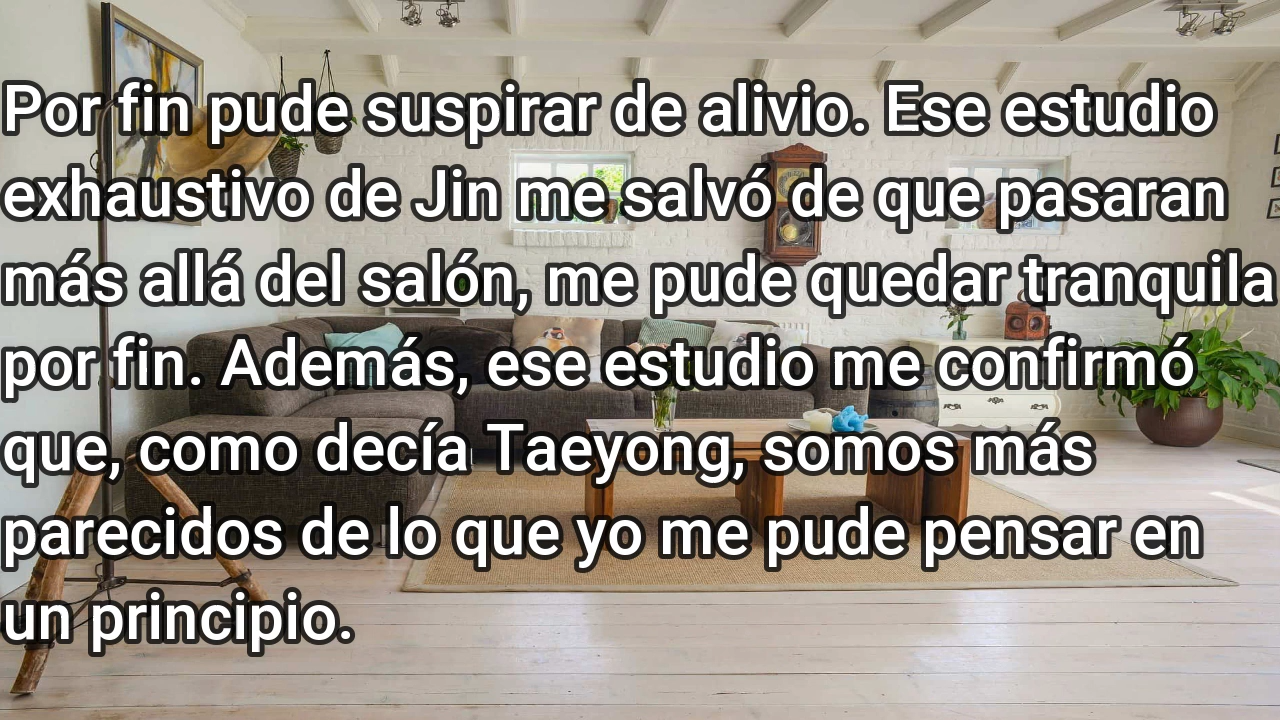 Por fin pude suspirar de alivio. Ese estudio
exhaustivo de Jin me salvó de que pasaran
más allá del salón, me pude quedar tranquila
por fin. Además, ese estudio me confirmó
que, como decía Taeyong, somos más
parecidos de lo que yo me pude pensar en
un principio.